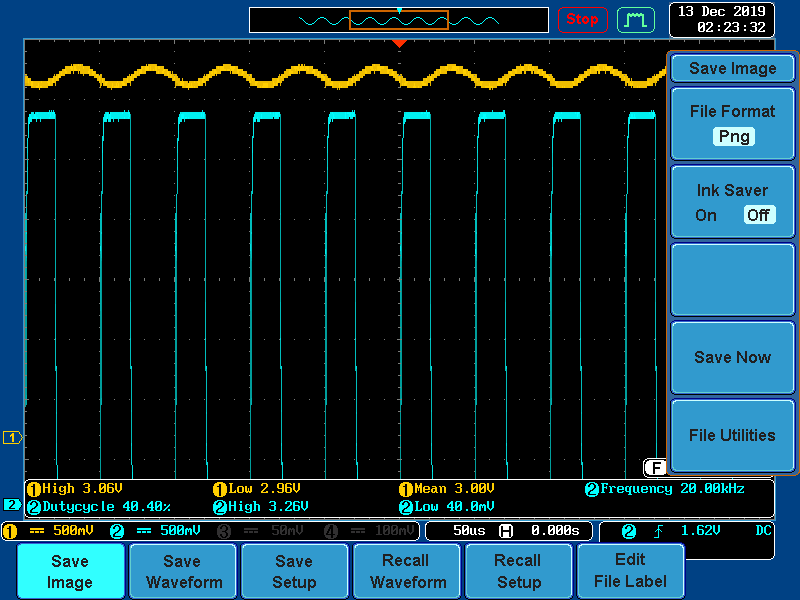 Stop
13 Dec 2019
02:23:32
Save Image
File Format
Png
Ink Saver
On Off
Save Now
File Utilities
1
F
1 High 3.06V 1 Low 2.96V 1 Mean 3.00V 2 Frequency 20.00kHz
2 Dutycycle 40.40% 2 High 3.26V 2 Low 40.0mV
2
1 500mV 2 500mV 3 50mV 4 100mV 50us H 0.000s 2 1.62V DC
Save Image
Save Waveform
Save Setup
Recall Waveform
Recall Setup
Edit File Label